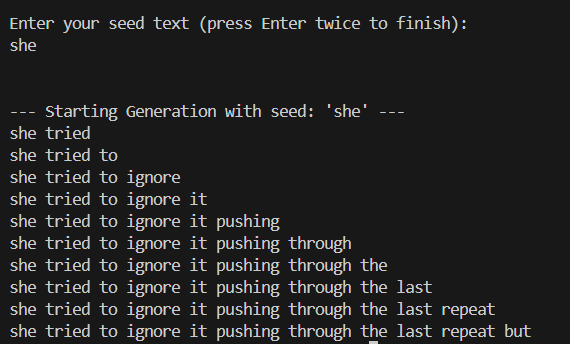 Enter your seed text (press Enter twice to finish):
she
--- Starting Generation with seed: 'she' ---
she tried
she tried to
she tried to ignore
she tried to ignore it
she tried to ignore it pushing
she tried to ignore it pushing through
she tried to ignore it pushing through the
she tried to ignore it pushing through the last
she tried to ignore it pushing through the last repeat
she tried to ignore it pushing through the last repeat but